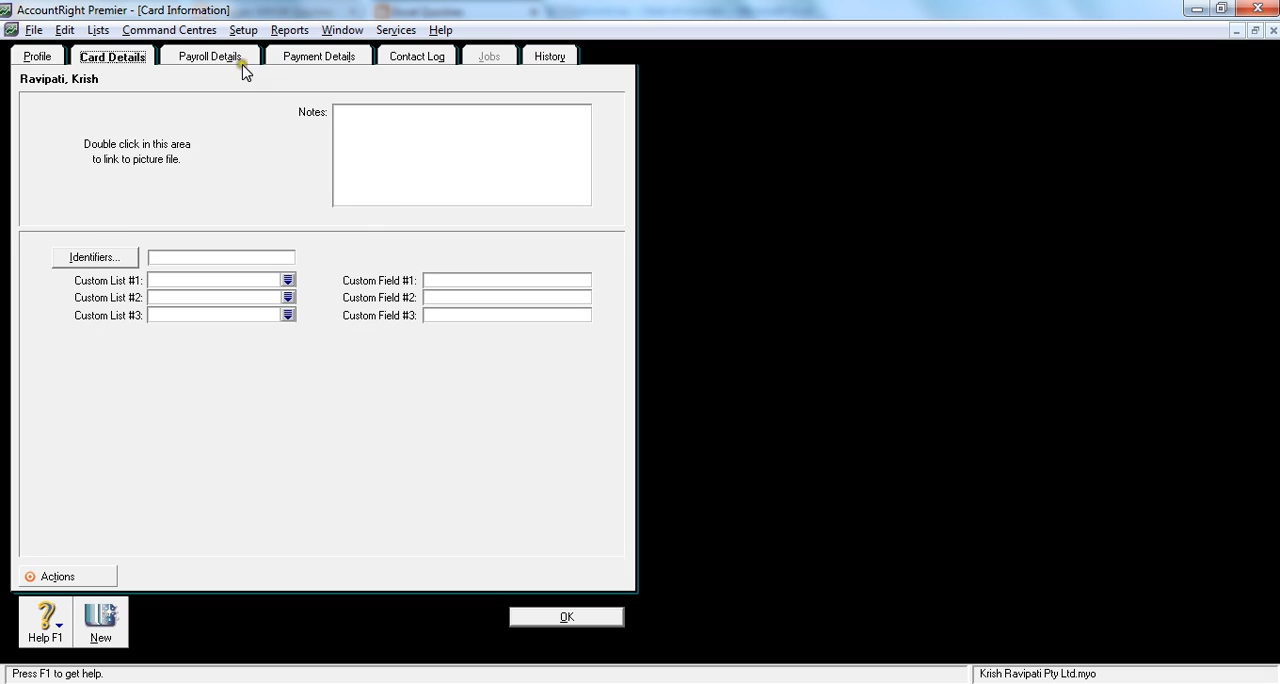 AccountRight Premier - [Card Information]
File Edit Lists Command Centres Setup Reports Window Services Help
Profile Card Details Payroll Details Payment Details Contact Log Jobs History
Ravipati, Krish
Notes:
Double click in this area
to link to picture file.
Identifiers...
Custom List #1: Custom Field #1:
Custom List #2: Custom Field #2:
Custom List #3: Custom Field #3:
Actions
Help F1 New OK
Press F1 to get help. Krish Ravipati Pty Ltd.myo